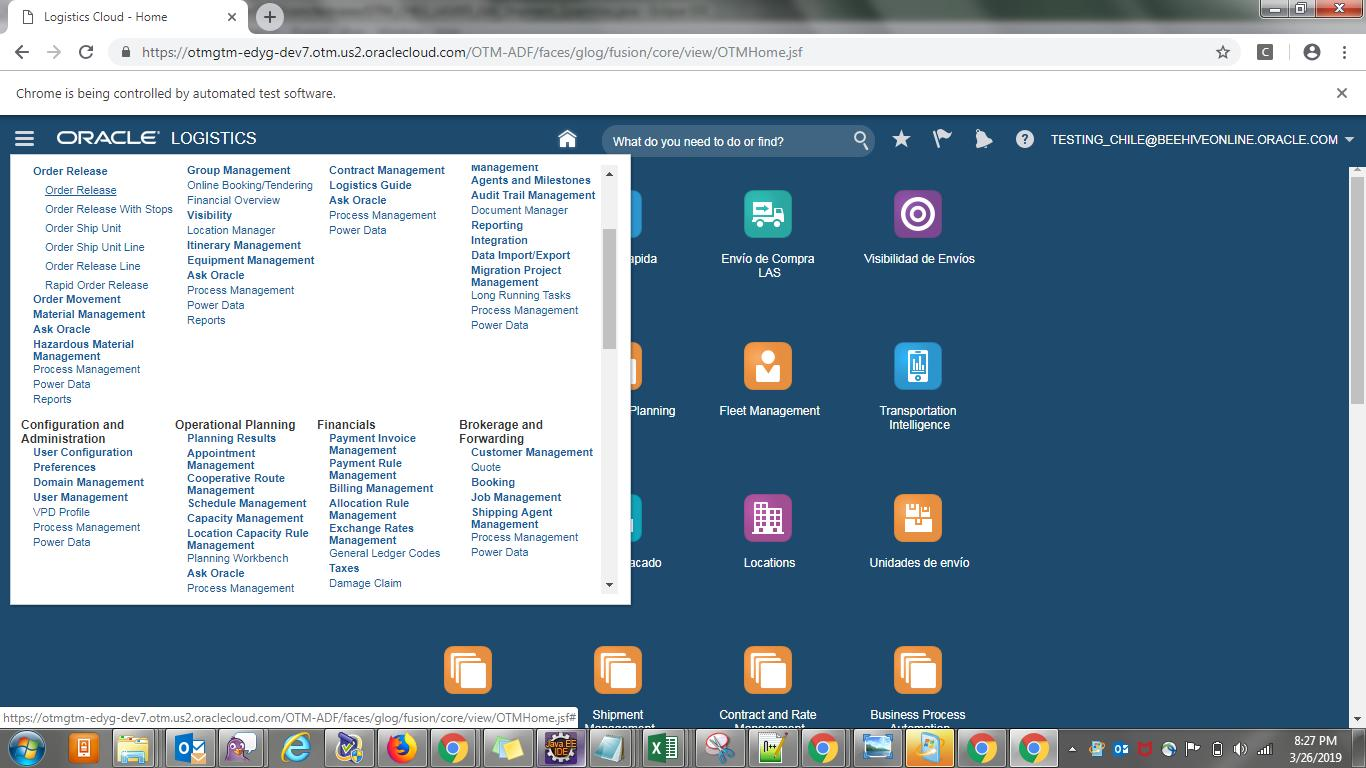 Logistics Cloud - Home
https://otmgtm-edyg-dev7.otm.us2.oraclecloud.com/OTM-ADF/faces/glog/fusion/core/view/OTMHome.jsf
Chrome is being controlled by automated test software.
ORACLE LOGISTICS
What do you need to do or find?
TESTING_CHILE@BEEHIVEONLINE.ORACLE.COM
Order Release
Order Release
Order Release With Stops
Order Ship Unit
Order Ship Unit Line
Order Release Line
Rapid Order Release
Order Movement
Material Management
Ask Oracle
Hazardous Material
Management
Process Management
Power Data
Reports
Group Management
Online Booking/Tendering
Financial Overview
Visibility
Location Manager
Itinerary Management
Equipment Management
Ask Oracle
Process Management
Power Data
Reports
Contract Management
Logistics Guide
Ask Oracle
Process Management
Power Data
Management
Agents and Milestones
Audit Trail Management
Document Manager
Reporting
Integration
Data Import/Export
Migration Project
Management
Long Running Tasks
Process Management
Power Data
Configuration and
Administration
User Configuration
Preferences
Domain Management
User Management
VPD Profile
Process Management
Power Data
Operational Planning
Planning Results
Appointment
Management
Cooperative Route
Management
Schedule Management
Capacity Management
Location Capacity Rule
Management
Planning Workbench
Ask Oracle
Process Management
Financials
Payment Invoice
Management
Payment Rule
Management
Billing Management
Allocation Rule
Management
Exchange Rates
Management
General Ledger Codes
Taxes
Damage Claim
Brokerage and
Forwarding
Customer Management
Quote
Booking
Job Management
Shipping Agent
Management
Process Management
Power Data
apida
Envío de Compra
LAS
Visibilidad de Envíos
Planning
Fleet Management
Transportation
Intelligence
acado
Locations
Unidades de envío
Shipment
Management
Contract and Rate
Management
Business Process
Automation
https://otmgtm-edyg-dev7.otm.us2.oraclecloud.com/OTM-ADF/faces/glog/fusion/core/view/OTMHome.jsf#
Java EE
IDE
8:27 PM
3/26/2019